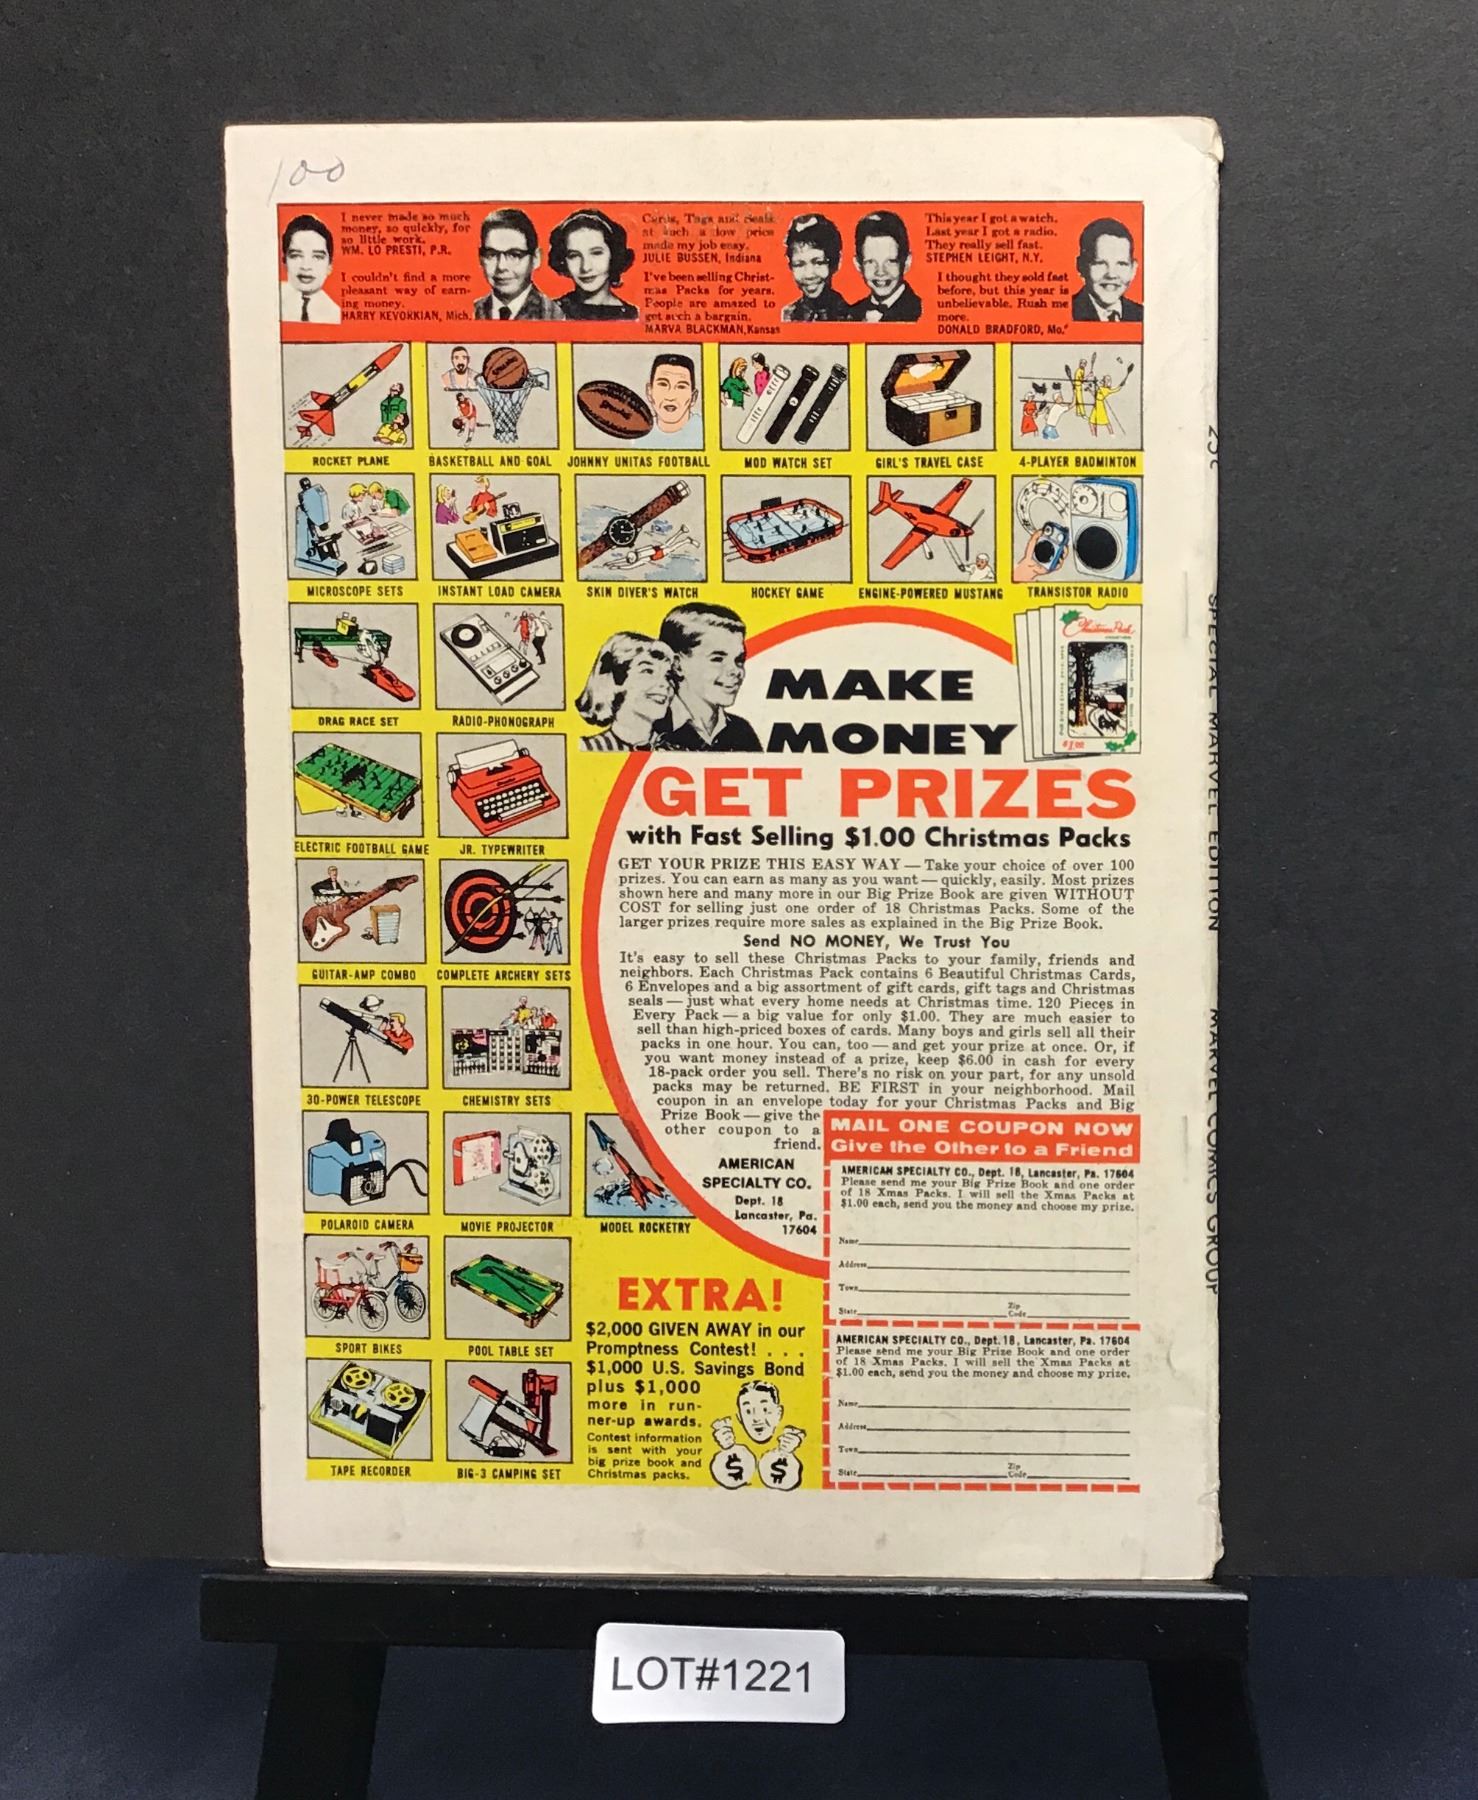 100
I never made so much
money, so quickly, for
so little work.
WM. LO PRESTI, P.R.
I couldn't find a more
pleasant way of earn-
ing money.
HARRY KEVORKIAN, Mich.
Cards, Tags and Seals
at such a low price
made my job easy.
JULIE BUSSEN, Indiana
I've been selling Christ-
mas Packs for years.
People are amazed to
get such a bargain.
MARVA BLACKMAN, Kansas
This year I got a watch.
Last year I got a radio.
They really sell fast.
STEPHEN LEIGHT, N.Y.
I thought they sold fast
before, but this year is
unbelievable. Rush me
more.
DONALD BRADFORD, Mo.
ROCKET PLANE
BASKETBALL AND GOAL
JOHNNY UNITAS FOOTBALL
MOD WATCH SET
GIRL'S TRAVEL CASE
4-PLAYER BADMINTON
MICROSCOPE SETS
INSTANT LOAD CAMERA
SKIN DIVER'S WATCH
HOCKEY GAME
ENGINE-POWERED MUSTANG
TRANSISTOR RADIO
DRAG RACE SET
RADIO-PHONOGRAPH
ELECTRIC FOOTBALL GAME
JR. TYPEWRITER
GUITAR-AMP COMBO
COMPLETE ARCHERY SETS
30-POWER TELESCOPE
CHEMISTRY SETS
POLAROID CAMERA
MOVIE PROJECTOR
MODEL ROCKETRY
SPORT BIKES
POOL TABLE SET
TAPE RECORDER
BIG-3 CAMPING SET
Christmas Pack
$1.00
MAKE
MONEY
GET PRIZES
with Fast Selling $1.00 Christmas Packs
GET YOUR PRIZE THIS EASY WAY — Take your choice of over 100
prizes. You can earn as many as you want — quickly, easily. Most prizes
shown here and many more in our Big Prize Book are given WITHOUT
COST for selling just one order of 18 Christmas Packs. Some of the
larger prizes require more sales as explained in the Big Prize Book.
Send NO MONEY, We Trust You
It's easy to sell these Christmas Packs to your family, friends and
neighbors. Each Christmas Pack contains 6 Beautiful Christmas Cards,
6 Envelopes and a big assortment of gift cards, gift tags and Christmas
seals — just what every home needs at Christmas time. 120 Pieces in
Every Pack — a big value for only $1.00. They are much easier to
sell than high-priced boxes of cards. Many boys and girls sell all their
packs in one hour. You can, too — and get your prize at once. Or, if
you want money instead of a prize, keep $6.00 in cash for every
18-pack order you sell. There's no risk on your part, for any unsold
packs may be returned. BE FIRST in your neighborhood. Mail
coupon in an envelope today for your Christmas Packs and Big
Prize Book — give the
other coupon to a
friend.
AMERICAN
SPECIALTY CO.
Dept. 18
Lancaster, Pa.
17604
MAIL ONE COUPON NOW
Give the Other to a Friend
AMERICAN SPECIALTY CO., Dept. 18, Lancaster, Pa. 17604
Please send me your Big Prize Book and one order
of 18 Xmas Packs. I will sell the Xmas Packs at
$1.00 each, send you the money and choose my prize.
Name
Address
Town
State Zip Code
AMERICAN SPECIALTY CO., Dept. 18, Lancaster, Pa. 17604
Please send me your Big Prize Book and one order
of 18 Xmas Packs. I will sell the Xmas Packs at
$1.00 each, send you the money and choose my prize.
Name
Address
Town
State Zip Code
EXTRA!
$2,000 GIVEN AWAY in our
Promptness Contest! . . .
$1,000 U.S. Savings Bond
plus $1,000
more in run-
ner-up awards.
Contest information
is sent with your
big prize book and
Christmas packs.
$ $
25¢ SPECIAL MARVEL EDITION MARVEL COMICS GROUP
LOT#1221